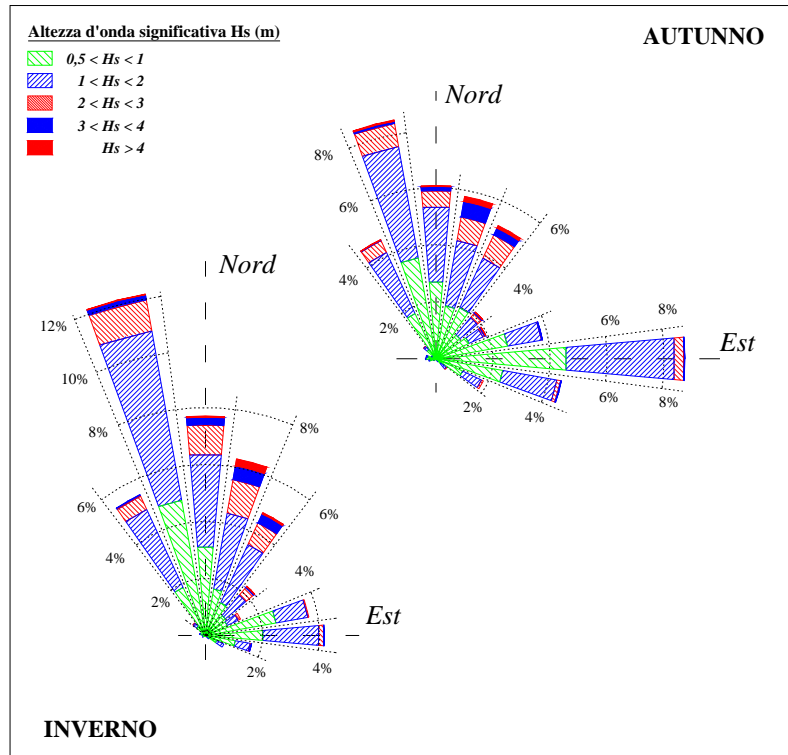 Altezza d'onda significativa Hs (m)
0,5 < Hs < 1
1 < Hs < 2
2 < Hs < 3
3 < Hs < 4
Hs > 4
AUTUNNO
Nord
8%
6%
6%
4%
4%
2%
6%
8%
Est
2%
4%
6%
8%
Nord
12%
10%
8%
8%
6%
6%
4%
4%
2%
Est
2%
4%
INVERNO